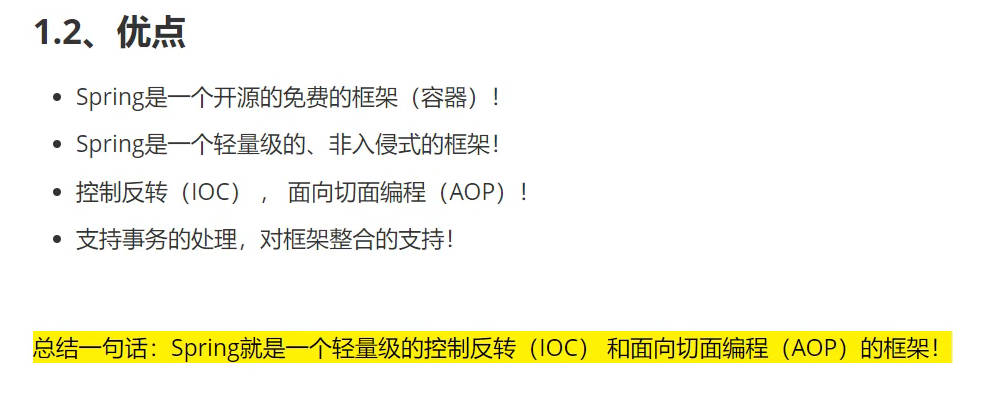 1.2、优点
Spring是一个开源的免费的框架（容器）！
Spring是一个轻量级的、非入侵式的框架！
控制反转（IOC） ， 面向切面编程（AOP）！
支持事务的处理，对框架整合的支持！
总结一句话：Spring就是一个轻量级的控制反转（IOC） 和面向切面编程（AOP）的框架！